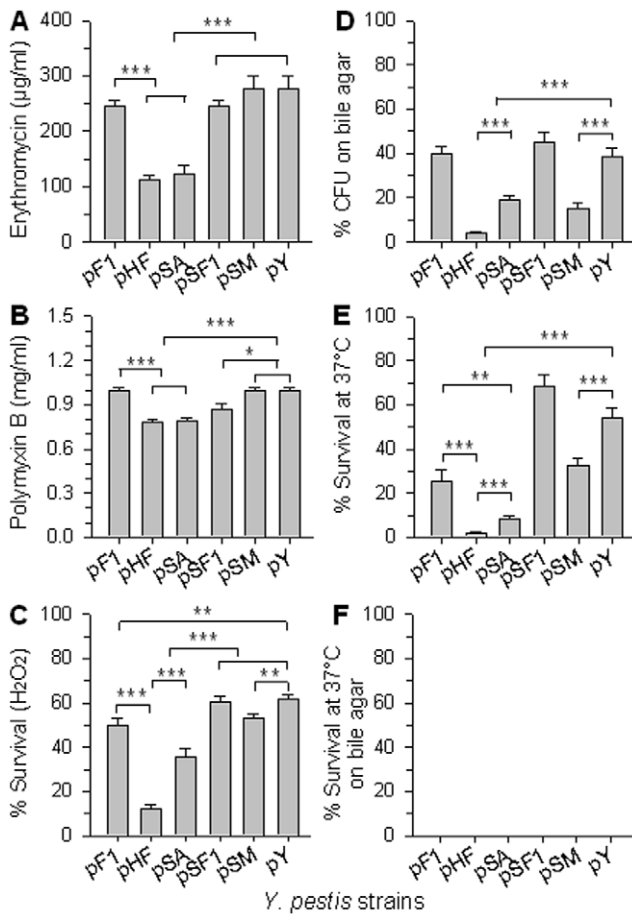 A
Erythromycin (µg/ml)
400
300
200
100
0
***
***
pF1 pHF pSA pSF1 pSM pY
B
Polymyxin B (mg/ml)
1.5
1.2
0.9
0.6
0.3
0.0
***
***
*
pF1 pHF pSA pSF1 pSM pY
C
% Survival (H2O2)
100
80
60
40
20
0
**
***
***
***
**
pF1 pHF pSA pSF1 pSM pY
D
% CFU on bile agar
100
80
60
40
20
0
***
***
***
pF1 pHF pSA pSF1 pSM pY
E
% Survival at 37°C
100
80
60
40
20
0
***
**
***
***
***
pF1 pHF pSA pSF1 pSM pY
F
% Survival at 37°C
on bile agar
100
80
60
40
20
0
pF1 pHF pSA pSF1 pSM pY
Y. pestis strains